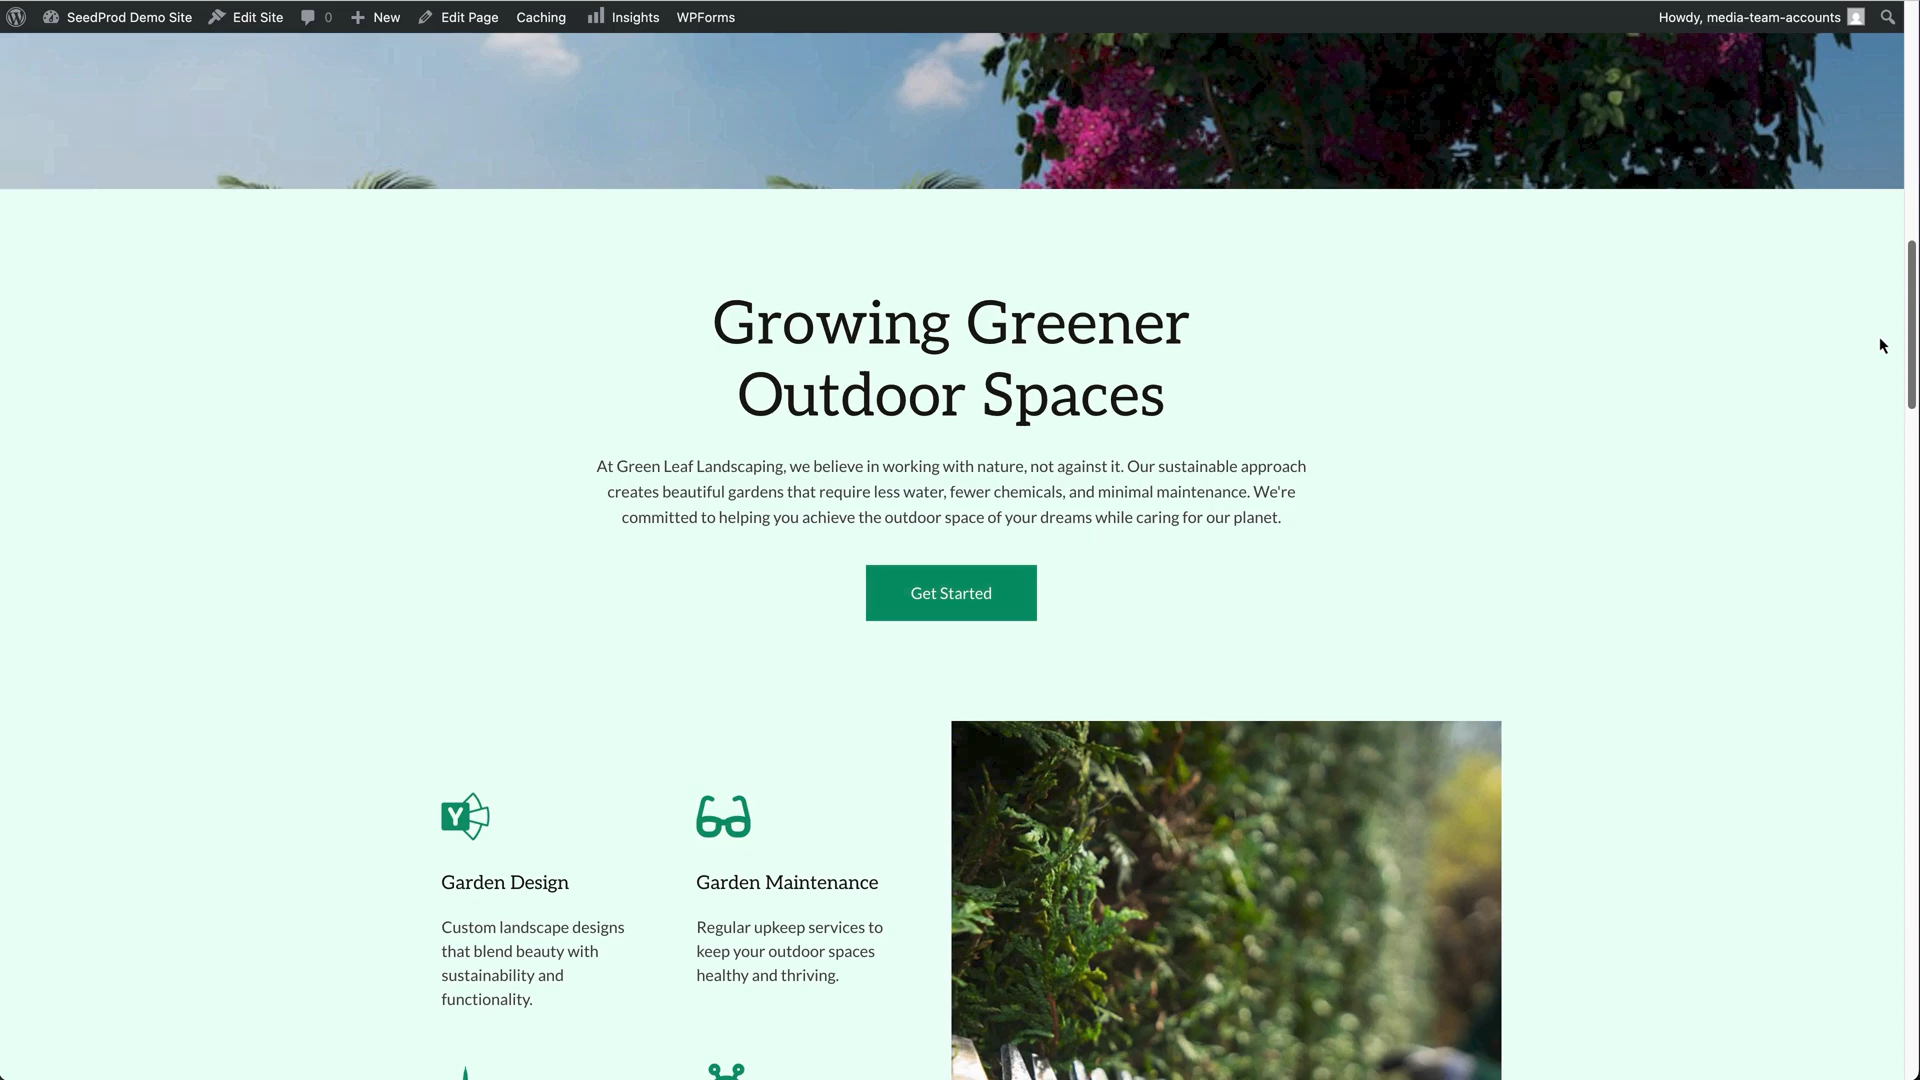 SeedProd Demo Site Edit Site 0 New Edit Page Caching Insights WPForms Howdy, media-team-accounts
Growing Greener
Outdoor Spaces
At Green Leaf Landscaping, we believe in working with nature, not against it. Our sustainable approach
creates beautiful gardens that require less water, fewer chemicals, and minimal maintenance. We're
committed to helping you achieve the outdoor space of your dreams while caring for our planet.
Get Started
Y
Garden Design
Custom landscape designs
that blend beauty with
sustainability and
functionality.
Garden Maintenance
Regular upkeep services to
keep your outdoor spaces
healthy and thriving.